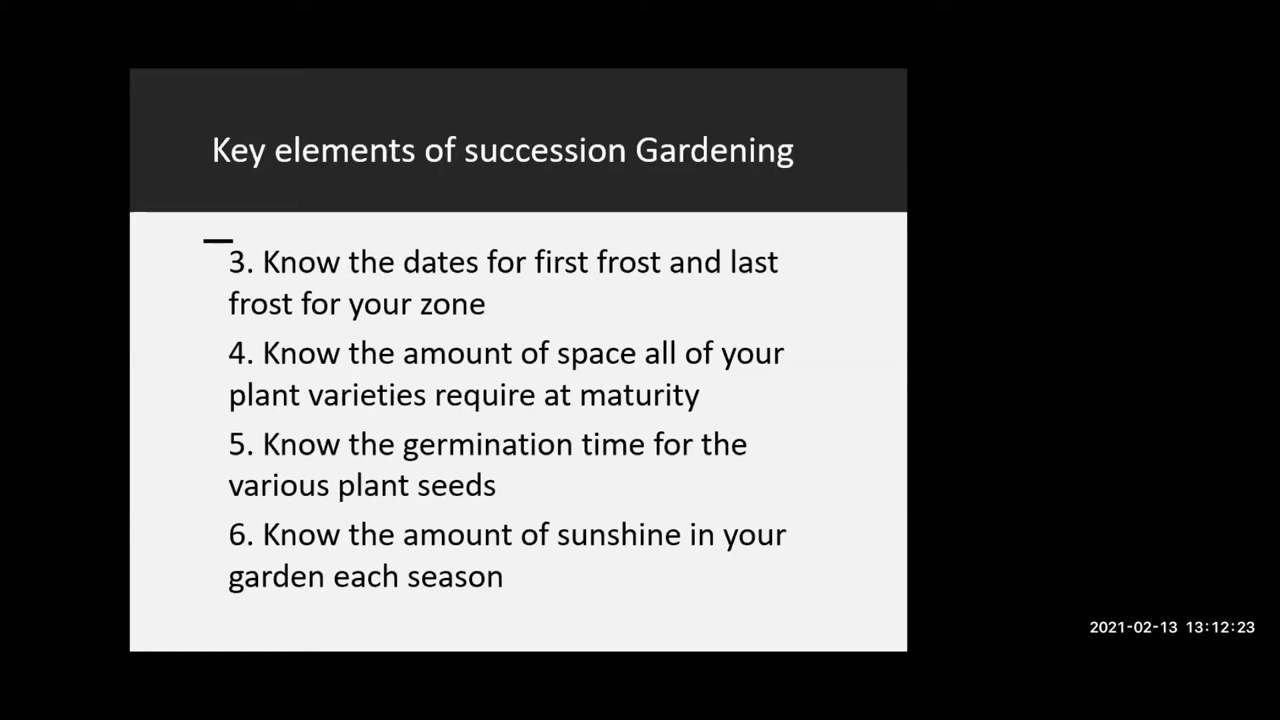 Key elements of succession Gardening
3. Know the dates for first frost and last
frost for your zone
4. Know the amount of space all of your
plant varieties require at maturity
5. Know the germination time for the
various plant seeds
6. Know the amount of sunshine in your
garden each season
2021-02-13 13:12:23